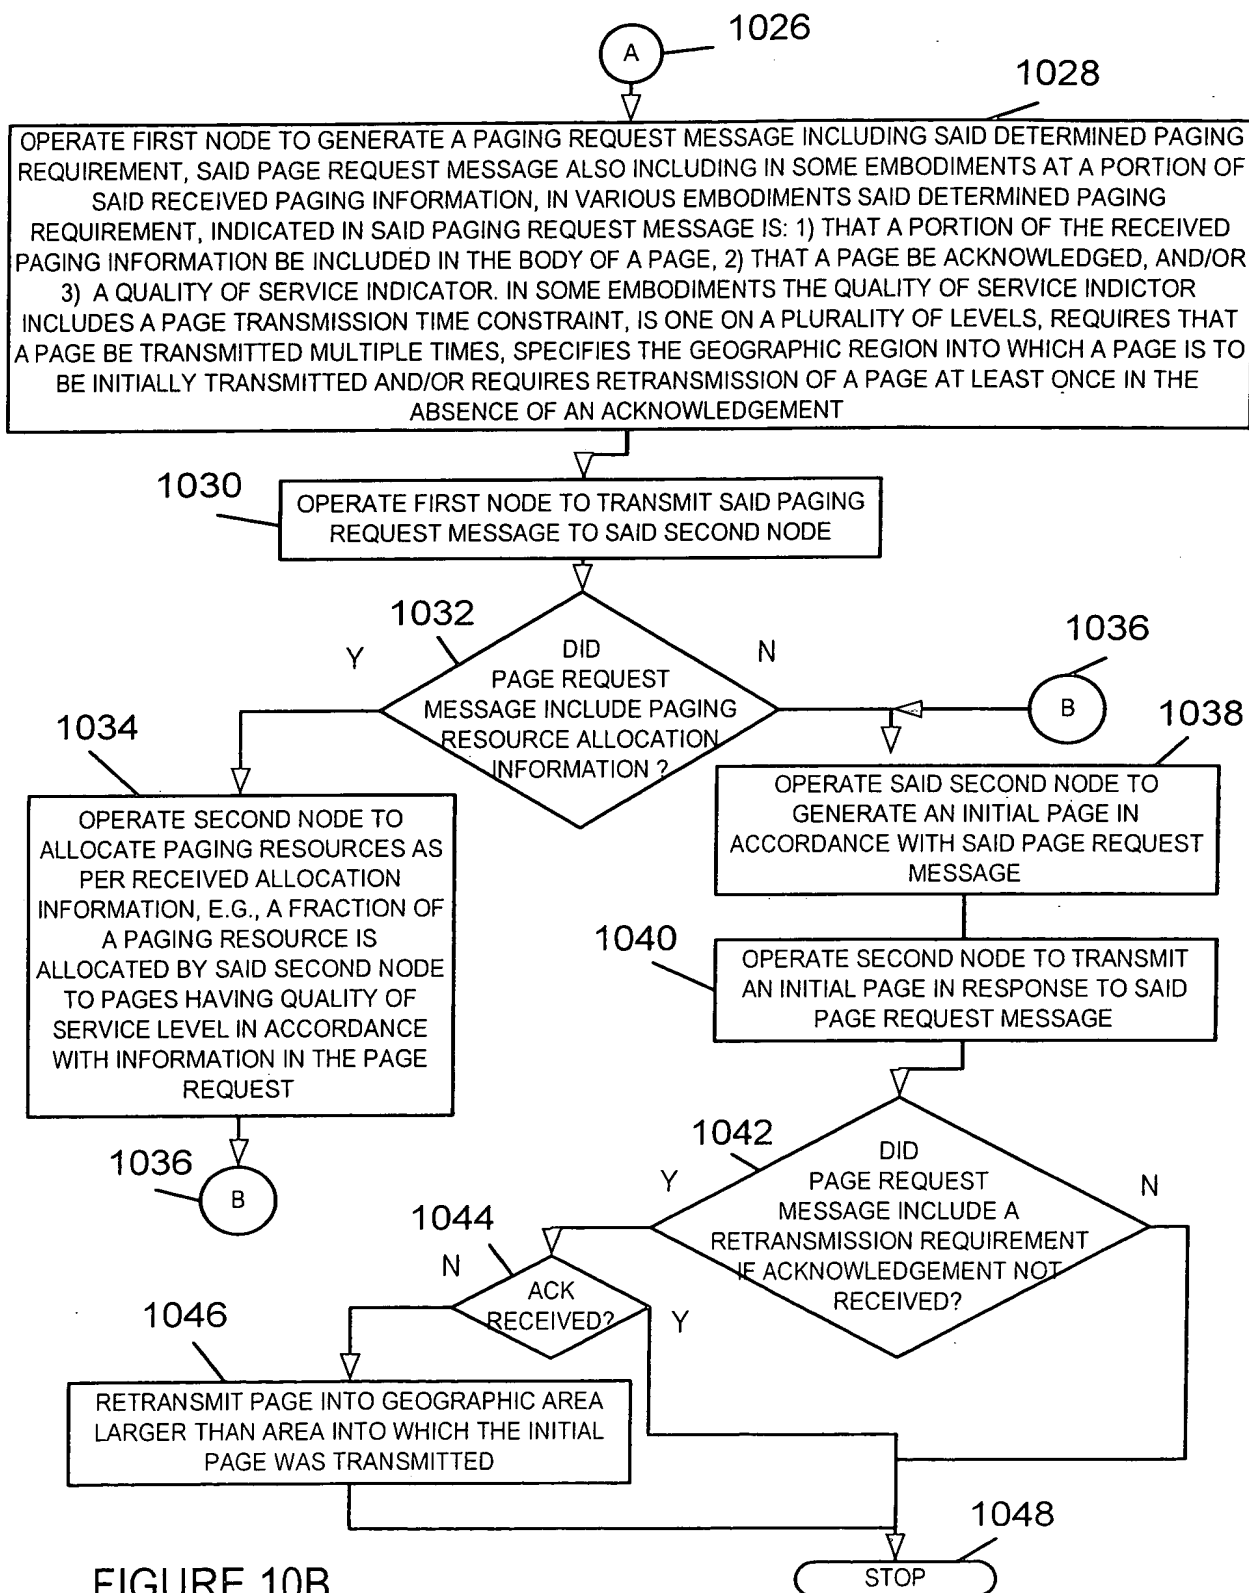 1026
A
1028
OPERATE FIRST NODE TO GENERATE A PAGING REQUEST MESSAGE INCLUDING SAID DETERMINED PAGING
REQUIREMENT, SAID PAGE REQUEST MESSAGE ALSO INCLUDING IN SOME EMBODIMENTS AT A PORTION OF
SAID RECEIVED PAGING INFORMATION, IN VARIOUS EMBODIMENTS SAID DETERMINED PAGING
REQUIREMENT, INDICATED IN SAID PAGING REQUEST MESSAGE IS: 1) THAT A PORTION OF THE RECEIVED
PAGING INFORMATION BE INCLUDED IN THE BODY OF A PAGE, 2) THAT A PAGE BE ACKNOWLEDGED, AND/OR
3) A QUALITY OF SERVICE INDICATOR. IN SOME EMBODIMENTS THE QUALITY OF SERVICE INDICTOR
INCLUDES A PAGE TRANSMISSION TIME CONSTRAINT, IS ONE ON A PLURALITY OF LEVELS, REQUIRES THAT
A PAGE BE TRANSMITTED MULTIPLE TIMES, SPECIFIES THE GEOGRAPHIC REGION INTO WHICH A PAGE IS TO
BE INITIALLY TRANSMITTED AND/OR REQUIRES RETRANSMISSION OF A PAGE AT LEAST ONCE IN THE
ABSENCE OF AN ACKNOWLEDGEMENT
1030
OPERATE FIRST NODE TO TRANSMIT SAID PAGING
REQUEST MESSAGE TO SAID SECOND NODE
1032
Y
N
DID
PAGE REQUEST
MESSAGE INCLUDE PAGING
RESOURCE ALLOCATION
INFORMATION ?
1036
B
1034
OPERATE SECOND NODE TO
ALLOCATE PAGING RESOURCES AS
PER RECEIVED ALLOCATION
INFORMATION, E.G., A FRACTION OF
A PAGING RESOURCE IS
ALLOCATED BY SAID SECOND NODE
TO PAGES HAVING QUALITY OF
SERVICE LEVEL IN ACCORDANCE
WITH INFORMATION IN THE PAGE
REQUEST
1036
B
1038
OPERATE SAID SECOND NODE TO
GENERATE AN INITIAL PAGE IN
ACCORDANCE WITH SAID PAGE REQUEST
MESSAGE
1040
OPERATE SECOND NODE TO TRANSMIT
AN INITIAL PAGE IN RESPONSE TO SAID
PAGE REQUEST MESSAGE
1042
Y
N
DID
PAGE REQUEST
MESSAGE INCLUDE A
RETRANSMISSION REQUIREMENT
IF ACKNOWLEDGEMENT NOT
RECEIVED?
1044
N
ACK
RECEIVED?
Y
1046
RETRANSMIT PAGE INTO GEOGRAPHIC AREA
LARGER THAN AREA INTO WHICH THE INITIAL
PAGE WAS TRANSMITTED
1048
STOP
FIGURE 10B